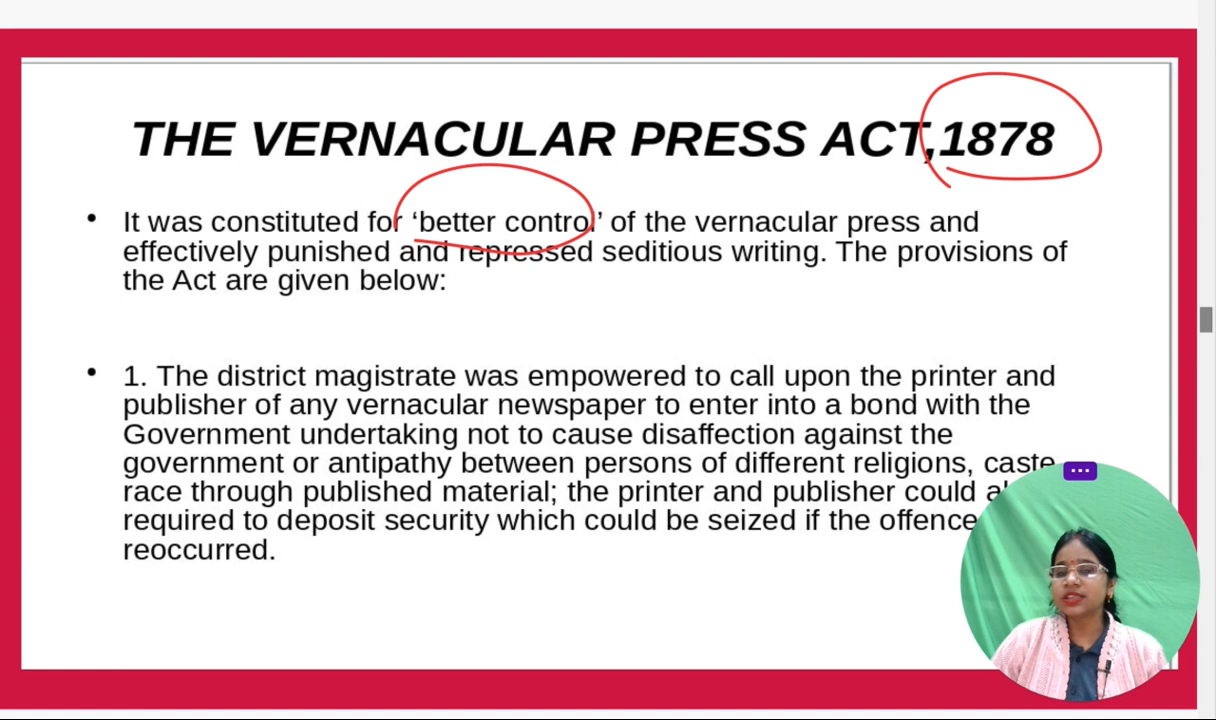 THE VERNACULAR PRESS ACT,1878
• It was constituted for ‘better control’ of the vernacular press and
effectively punished and repressed seditious writing. The provisions of
the Act are given below:
• 1. The district magistrate was empowered to call upon the printer and
publisher of any vernacular newspaper to enter into a bond with the
Government undertaking not to cause disaffection against the
government or antipathy between persons of different religions, caste
race through published material; the printer and publisher could
required to deposit security which could be seized if the offence
reoccurred.